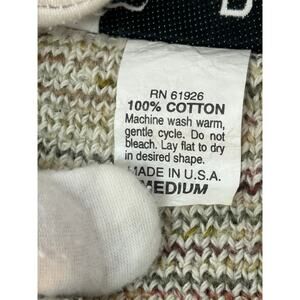 RN 61926
100% COTTON
Machine wash warm,
gentle cycle. Do not
bleach. Lay flat to dry
in desired shape.
MADE IN U.S.A.
MEDIUM